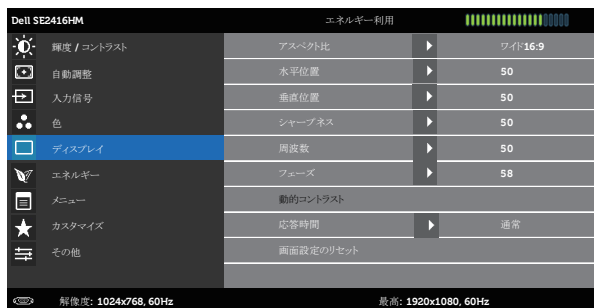 Dell SE2416HM エネルギー利用
輝度 / コントラスト アスペクト比 ワイド16:9
自動調整 水平位置 50
入力信号 垂直位置 50
色 シャープネス 50
ディスプレイ 周波数 50
エネルギー フェーズ 58
メニュー 動的コントラスト
カスタマイズ 応答時間 通常
その他 画面設定のリセット
解像度: 1024x768, 60Hz 最高: 1920x1080, 60Hz